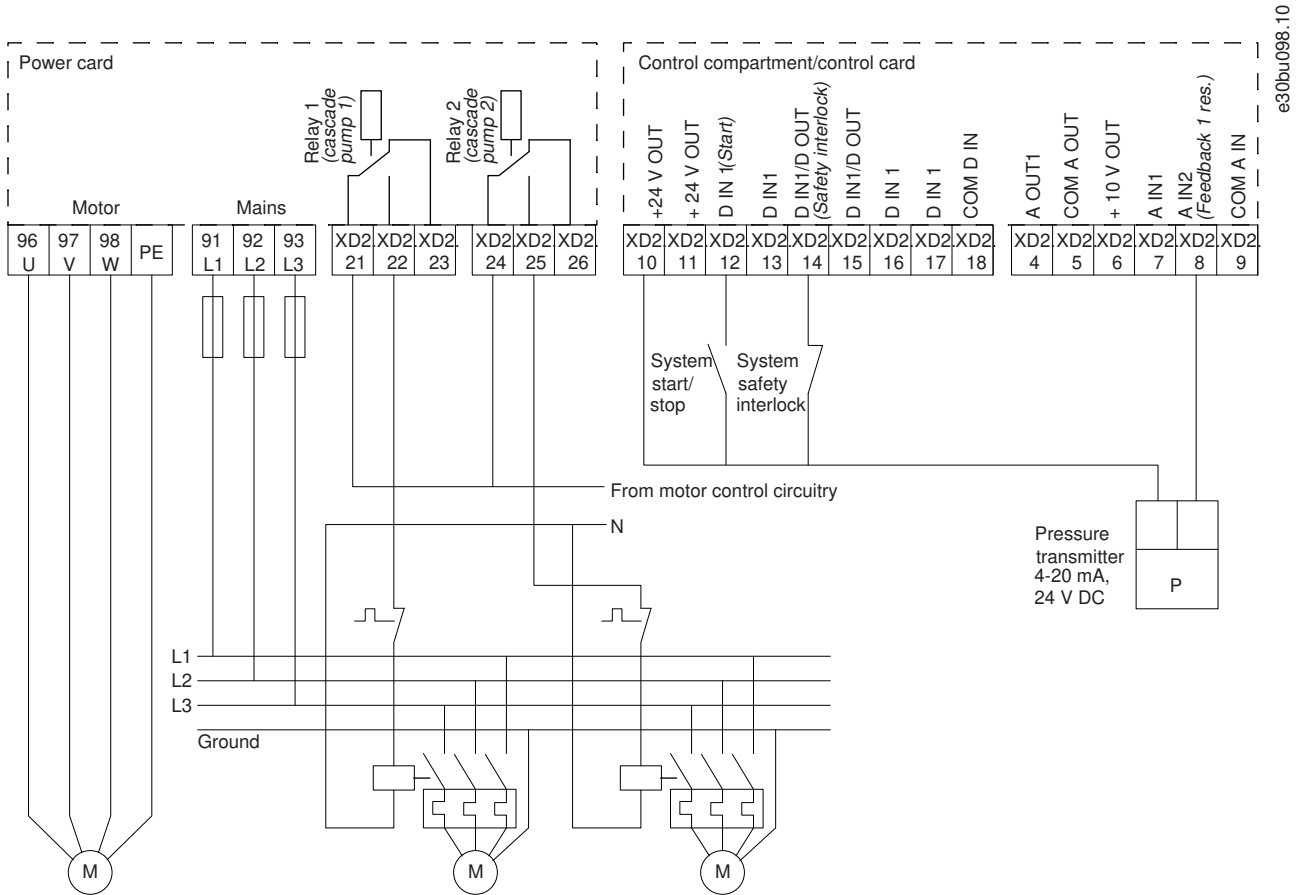 e30bu098.10
Power card
Control compartment/control card
Relay 1
(cascade
pump 1)
Relay 2
(cascade
pump 2)
+24 V OUT
+ 24 V OUT
D IN 1(Start)
D IN1
D IN1/D OUT
(Safety interlock)
D IN1/D OUT
D IN 1
D IN 1
COM D IN
A OUT1
COM A OUT
+ 10 V OUT
A IN1
A IN2
(Feedback 1 res.)
COM A IN
Motor
Mains
96 97 98 PE
U V W
91 92 93
L1 L2 L3
XD2. XD2. XD2.
21 22 23
XD2. XD2. XD2.
24 25 26
XD2. XD2. XD2. XD2. XD2. XD2. XD2. XD2. XD2.
10 11 12 13 14 15 16 17 18
XD2. XD2. XD2. XD2. XD2. XD2.
4 5 6 7 8 9
System
start/
stop
System
safety
interlock
From motor control circuitry
N
Pressure
transmitter
4-20 mA,
24 V DC
P
L1
L2
L3
Ground
M
M
M